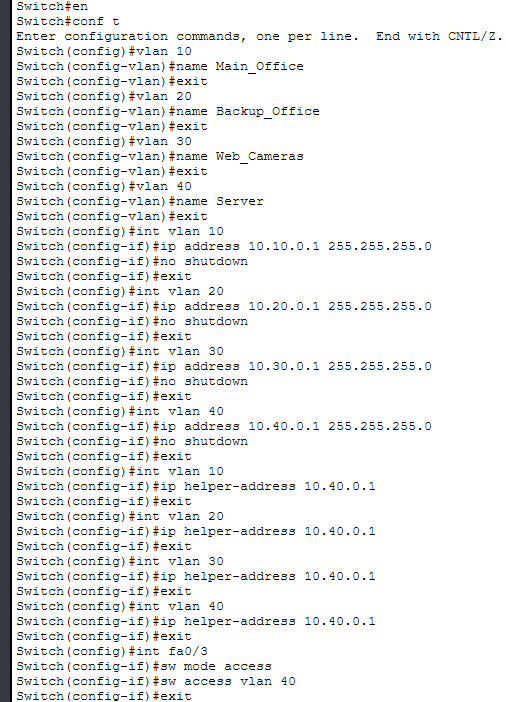 Switch#en
Switch#conf t
Enter configuration commands, one per line.  End with CNTL/Z.
Switch(config)#vlan 10
Switch(config-vlan)#name Main_Office
Switch(config-vlan)#exit
Switch(config)#vlan 20
Switch(config-vlan)#name Backup_Office
Switch(config-vlan)#exit
Switch(config)#vlan 30
Switch(config-vlan)#name Web_Cameras
Switch(config-vlan)#exit
Switch(config)#vlan 40
Switch(config-vlan)#name Server
Switch(config-vlan)#exit
Switch(config)#int vlan 10
Switch(config-if)#ip address 10.10.0.1 255.255.255.0
Switch(config-if)#no shutdown
Switch(config-if)#exit
Switch(config)#int vlan 20
Switch(config-if)#ip address 10.20.0.1 255.255.255.0
Switch(config-if)#no shutdown
Switch(config-if)#exit
Switch(config)#int vlan 30
Switch(config-if)#ip address 10.30.0.1 255.255.255.0
Switch(config-if)#no shutdown
Switch(config-if)#exit
Switch(config)#int vlan 40
Switch(config-if)#ip address 10.40.0.1 255.255.255.0
Switch(config-if)#no shutdown
Switch(config-if)#exit
Switch(config)#int vlan 10
Switch(config-if)#ip helper-address 10.40.0.1
Switch(config-if)#exit
Switch(config)#int vlan 20
Switch(config-if)#ip helper-address 10.40.0.1
Switch(config-if)#exit
Switch(config)#int vlan 30
Switch(config-if)#ip helper-address 10.40.0.1
Switch(config-if)#exit
Switch(config)#int vlan 40
Switch(config-if)#ip helper-address 10.40.0.1
Switch(config-if)#exit
Switch(config)#int fa0/3
Switch(config-if)#sw mode access
Switch(config-if)#sw access vlan 40
Switch(config-if)#exit